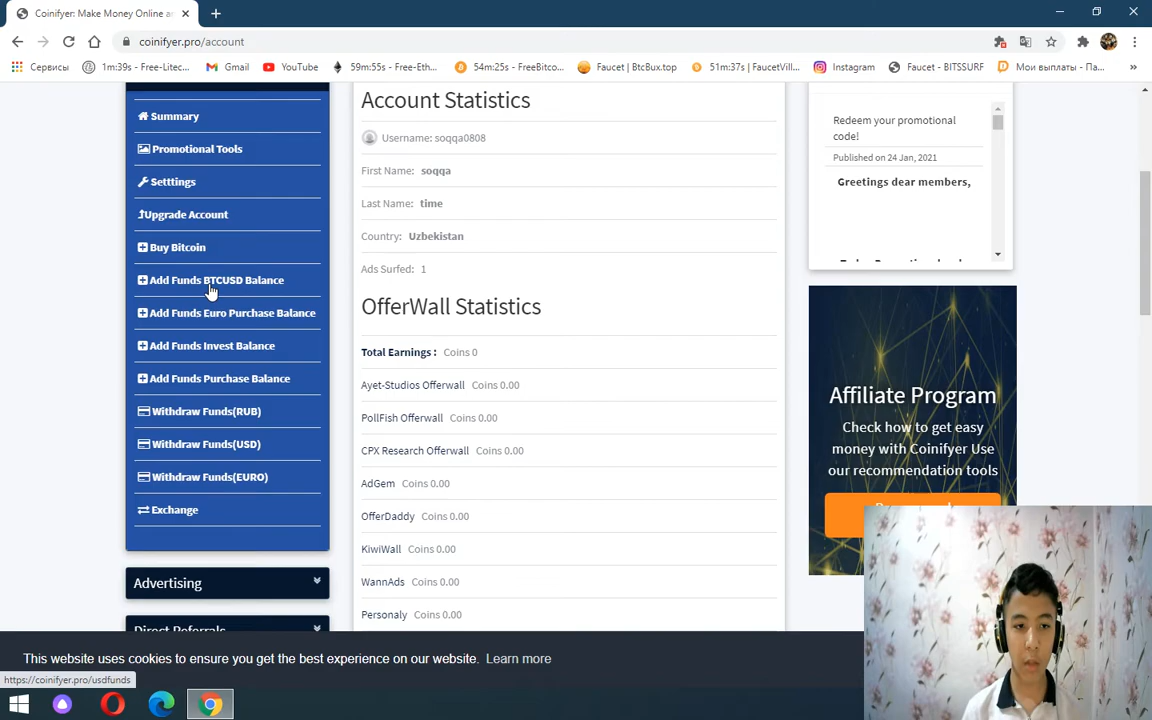 Coinifyer: Make Money Online a
coinifyer.pro/account
Сервисы
1m:39s - Free-Litec...
Gmail
YouTube
59m:55s - Free-Eth...
54m:25s - FreeBitco...
Faucet | BtcBux.top
51m:37s | FaucetVill...
Instagram
Faucet - BITSSURF
Мои выплаты - Па...
Summary
Promotional Tools
Setttings
Upgrade Account
Buy Bitcoin
Add Funds BTCUSD Balance
Add Funds Euro Purchase Balance
Add Funds Invest Balance
Add Funds Purchase Balance
Withdraw Funds(RUB)
Withdraw Funds(USD)
Withdraw Funds(EURO)
Exchange
Advertising
Direct Referrals
Account Statistics
Username: soqqa0808
First Name: soqqa
Last Name: time
Country: Uzbekistan
Ads Surfed: 1
OfferWall Statistics
Total Earnings : Coins 0
Ayet-Studios Offerwall Coins 0.00
PollFish Offerwall Coins 0.00
CPX Research Offerwall Coins 0.00
AdGem Coins 0.00
OfferDaddy Coins 0.00
KiwiWall Coins 0.00
WannAds Coins 0.00
Personaly Coins 0.00
Redeem your promotional
code!
Published on 24 Jan, 2021
Greetings dear members,
Affiliate Program
Check how to get easy
money with Coinifyer Use
our recommendation tools
This website uses cookies to ensure you get the best experience on our website. Learn more
https://coinifyer.pro/usdfunds